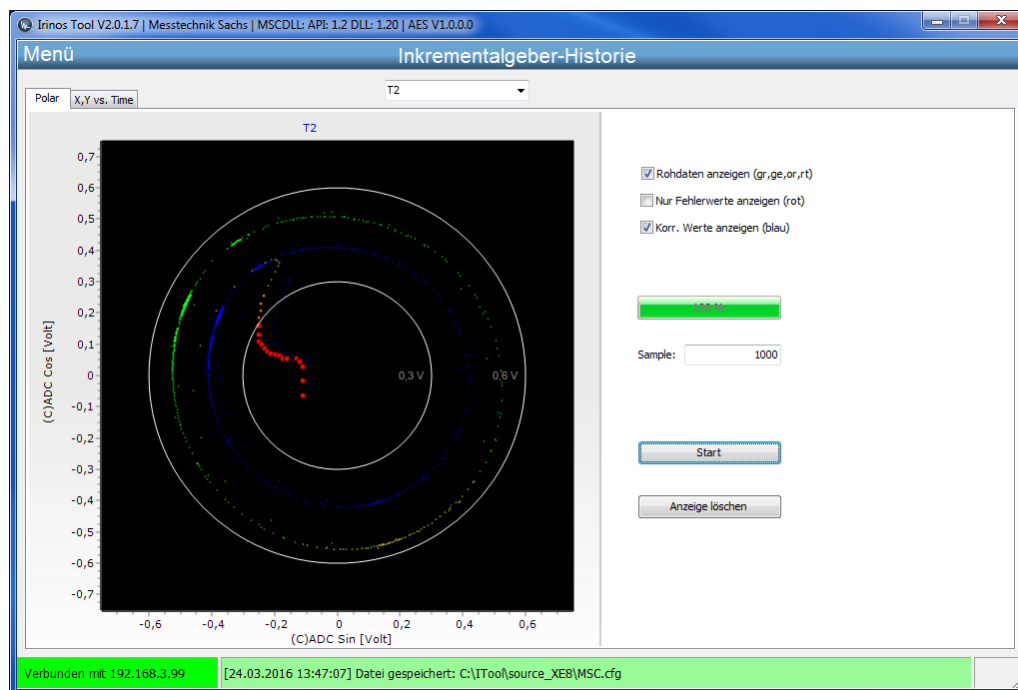 Irinos Tool V2.0.1.7 | Messtechnik Sachs | MSCDLL: API: 1.2 DLL: 1.20 | AES V1.0.0.0
Menü
Inkrementalgeber-Historie
T2
Polar
X,Y vs. Time
T2
0,7
0,6
0,5
0,4
0,3
0,2
0,1
0
-0,1
-0,2
-0,3
-0,4
-0,5
-0,6
-0,7
(C)ADC Cos [Volt]
0,3 V
0,6 V
-0,6
-0,4
-0,2
0
0,2
0,4
0,6
(C)ADC Sin [Volt]
Rohdaten anzeigen (gr,ge,or,rt)
Nur Fehlerwerte anzeigen (rot)
Korr. Werte anzeigen (blau)
100 %
Sample:
1000
Start
Anzeige löschen
Verbunden mit 192.168.3.99
[24.03.2016 13:47:07] Datei gespeichert: C:\ITool\source_XE8\MSC.cfg